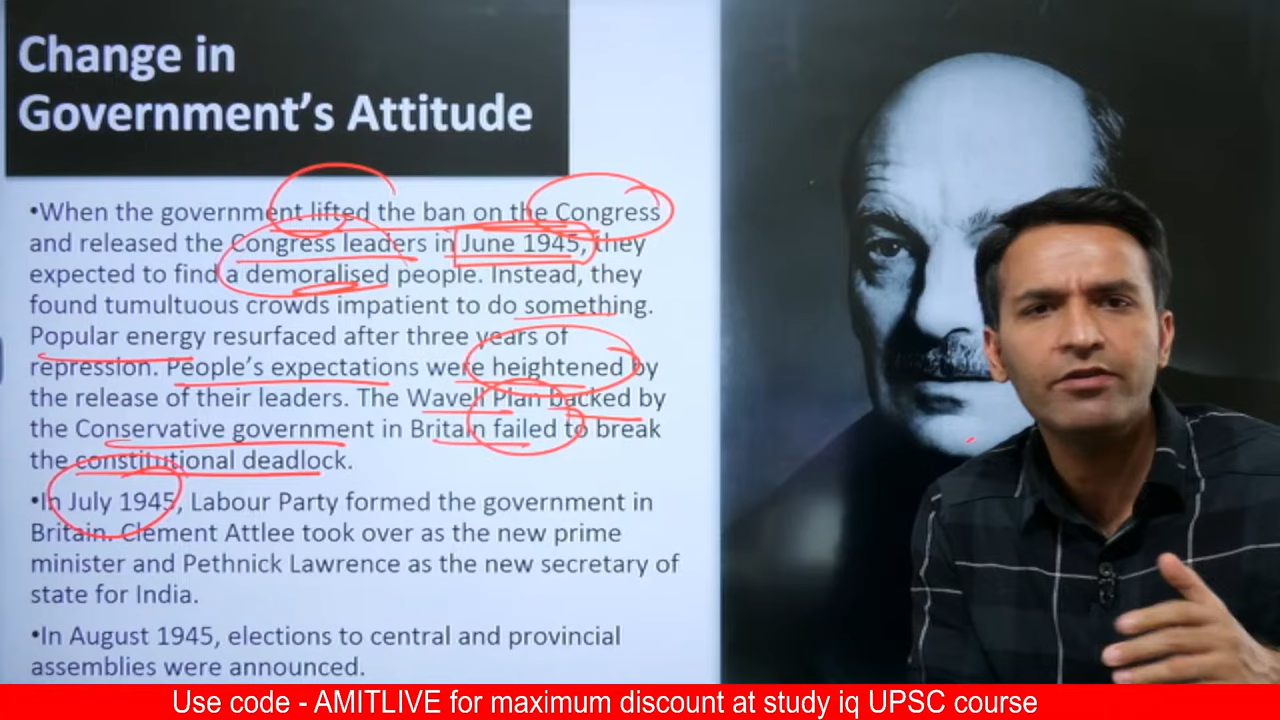 Change in
Government's Attitude
•When the government lifted the ban on the Congress
and released the Congress leaders in June 1945, they
expected to find a demoralised people. Instead, they
found tumultuous crowds impatient to do something.
Popular energy resurfaced after three years of
repression. People's expectations were heightened by
the release of their leaders. The Wavell Plan backed by
the Conservative government in Britain failed to break
the constitutional deadlock.
•In July 1945, Labour Party formed the government in
Britain. Clement Attlee took over as the new prime
minister and Pethnick Lawrence as the new secretary of
state for India.
•In August 1945, elections to central and provincial
assemblies were announced.
Use code - AMITLIVE for maximum discount at study iq UPSC course